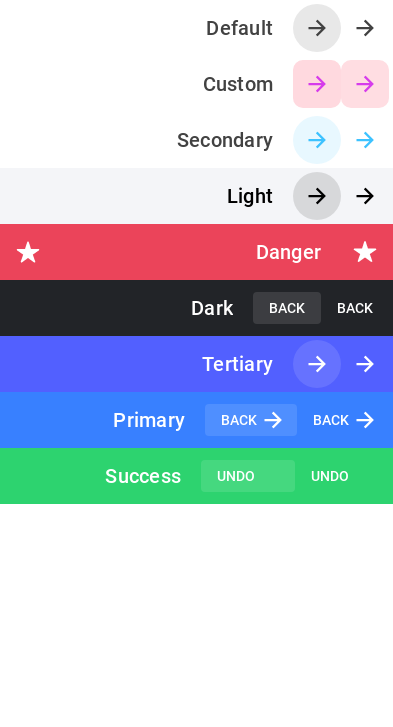 Default
Custom
Secondary
Light
Danger
Dark BACK BACK
Tertiary
Primary BACK BACK
Success UNDO UNDO